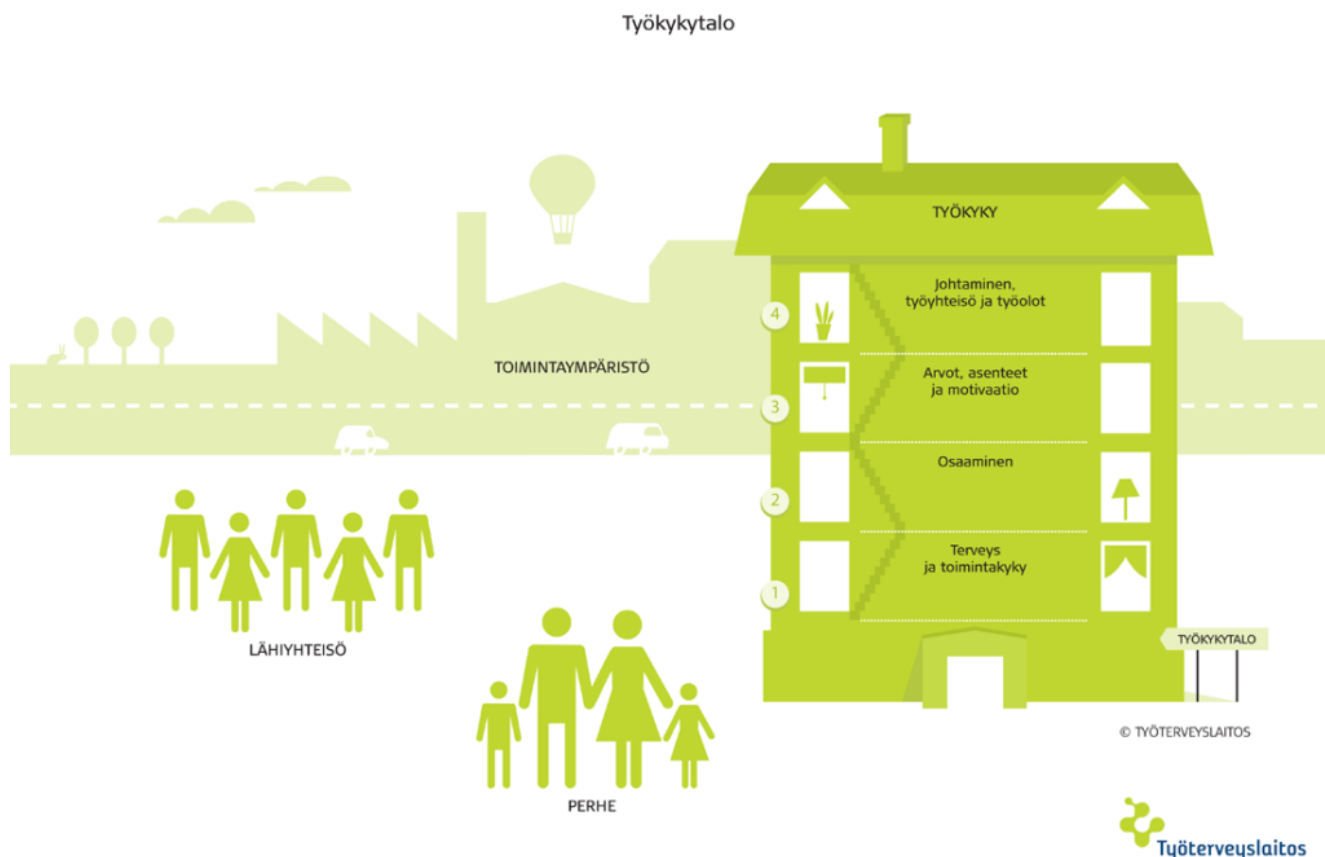 Työkykytalo
TYÖKYKY
4
Johtaminen,
työyhteisö ja työolot
3
Arvot, asenteet
ja motivaatio
2
Osaaminen
1
Terveys
ja toimintakyky
TOIMINTAYMPÄRISTÖ
LÄHIYHTEISÖ
PERHE
TYÖKYKYTALO
© TYÖTERVEYSLAITOS
Työterveyslaitos